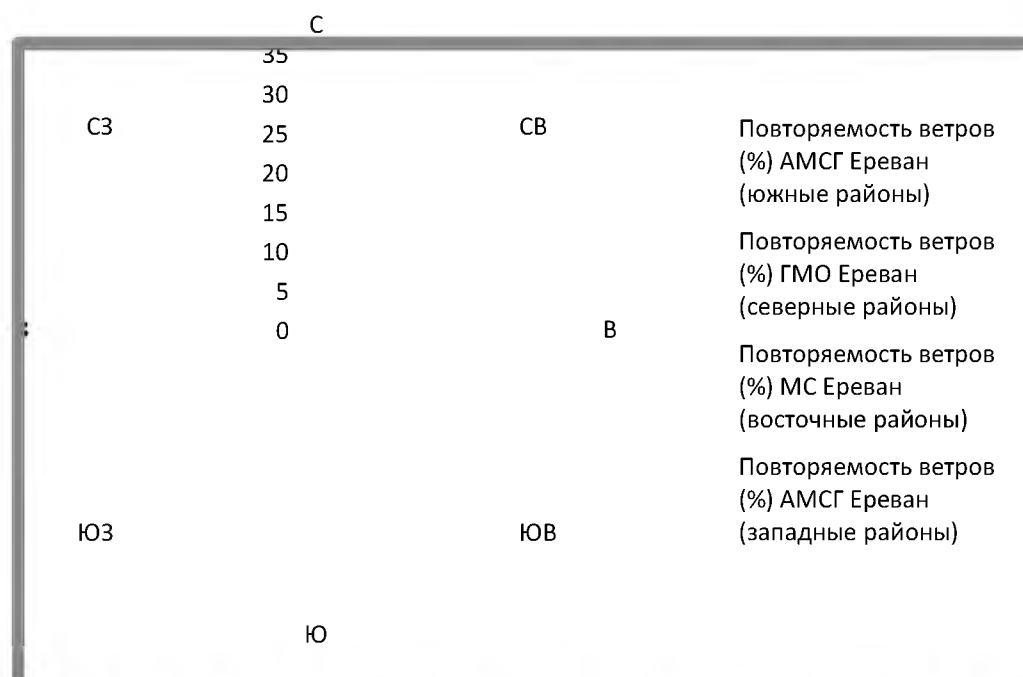 С
35
30
СЗ
25
СВ
20
15
10
5
0
В
ЮЗ
ЮВ
Ю
Повторяемость ветров
(%) АМСГ Ереван
(южные районы)
Повторяемость ветров
(%) ГМО Ереван
(северные районы)
Повторяемость ветров
(%) МС Ереван
(восточные районы)
Повторяемость ветров
(%) АМСГ Ереван
(западные районы)